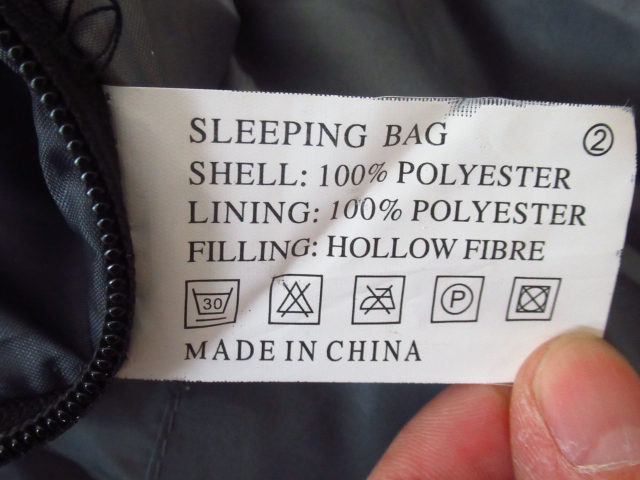 SLEEPING BAG
2
SHELL: 100% POLYESTER
LINING: 100% POLYESTER
FILLING: HOLLOW FIBRE
30
P
MADE IN CHINA